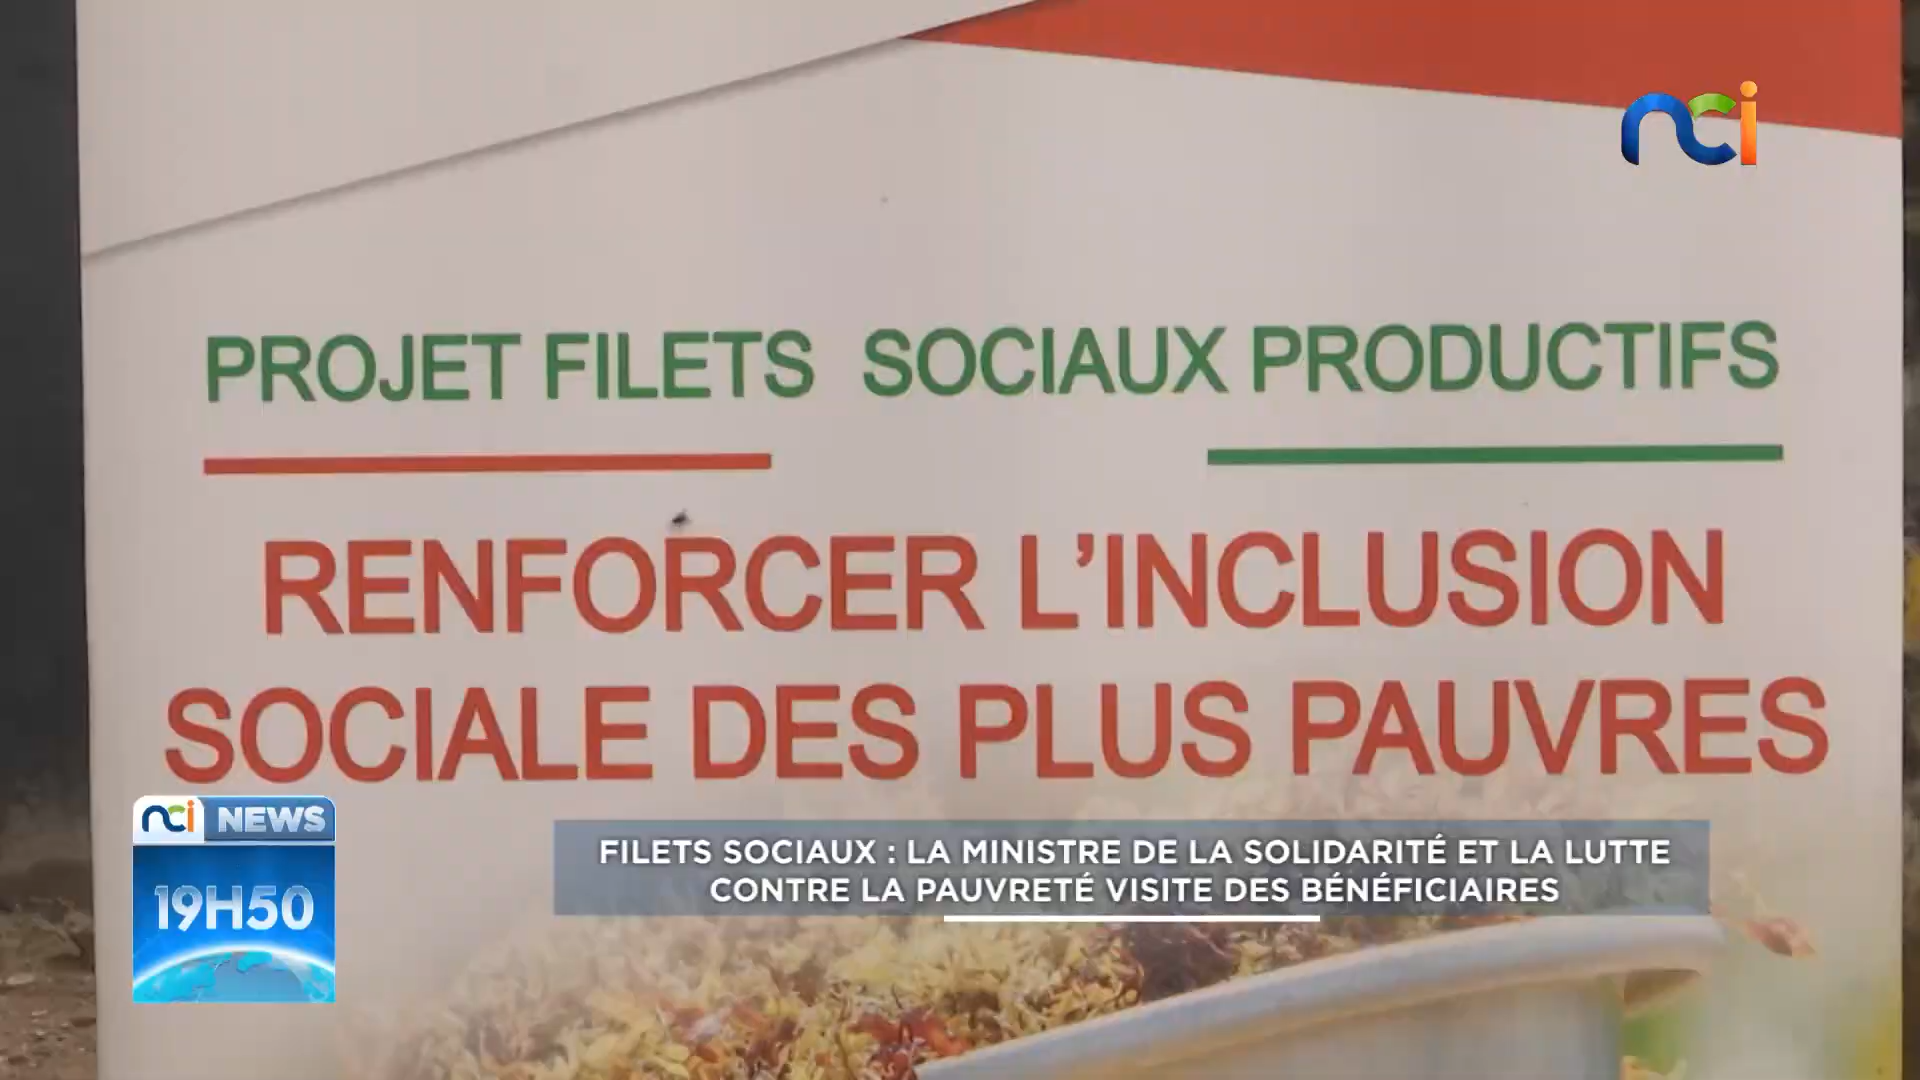 nci
PROJET FILETS SOCIAUX PRODUCTIFS
RENFORCER L'INCLUSION
SOCIALE DES PLUS PAUVRES
nci NEWS
19H50
FILETS SOCIAUX : LA MINISTRE DE LA SOLIDARITÉ ET LA LUTTE
CONTRE LA PAUVRETÉ VISITE DES BÉNÉFICIAIRES